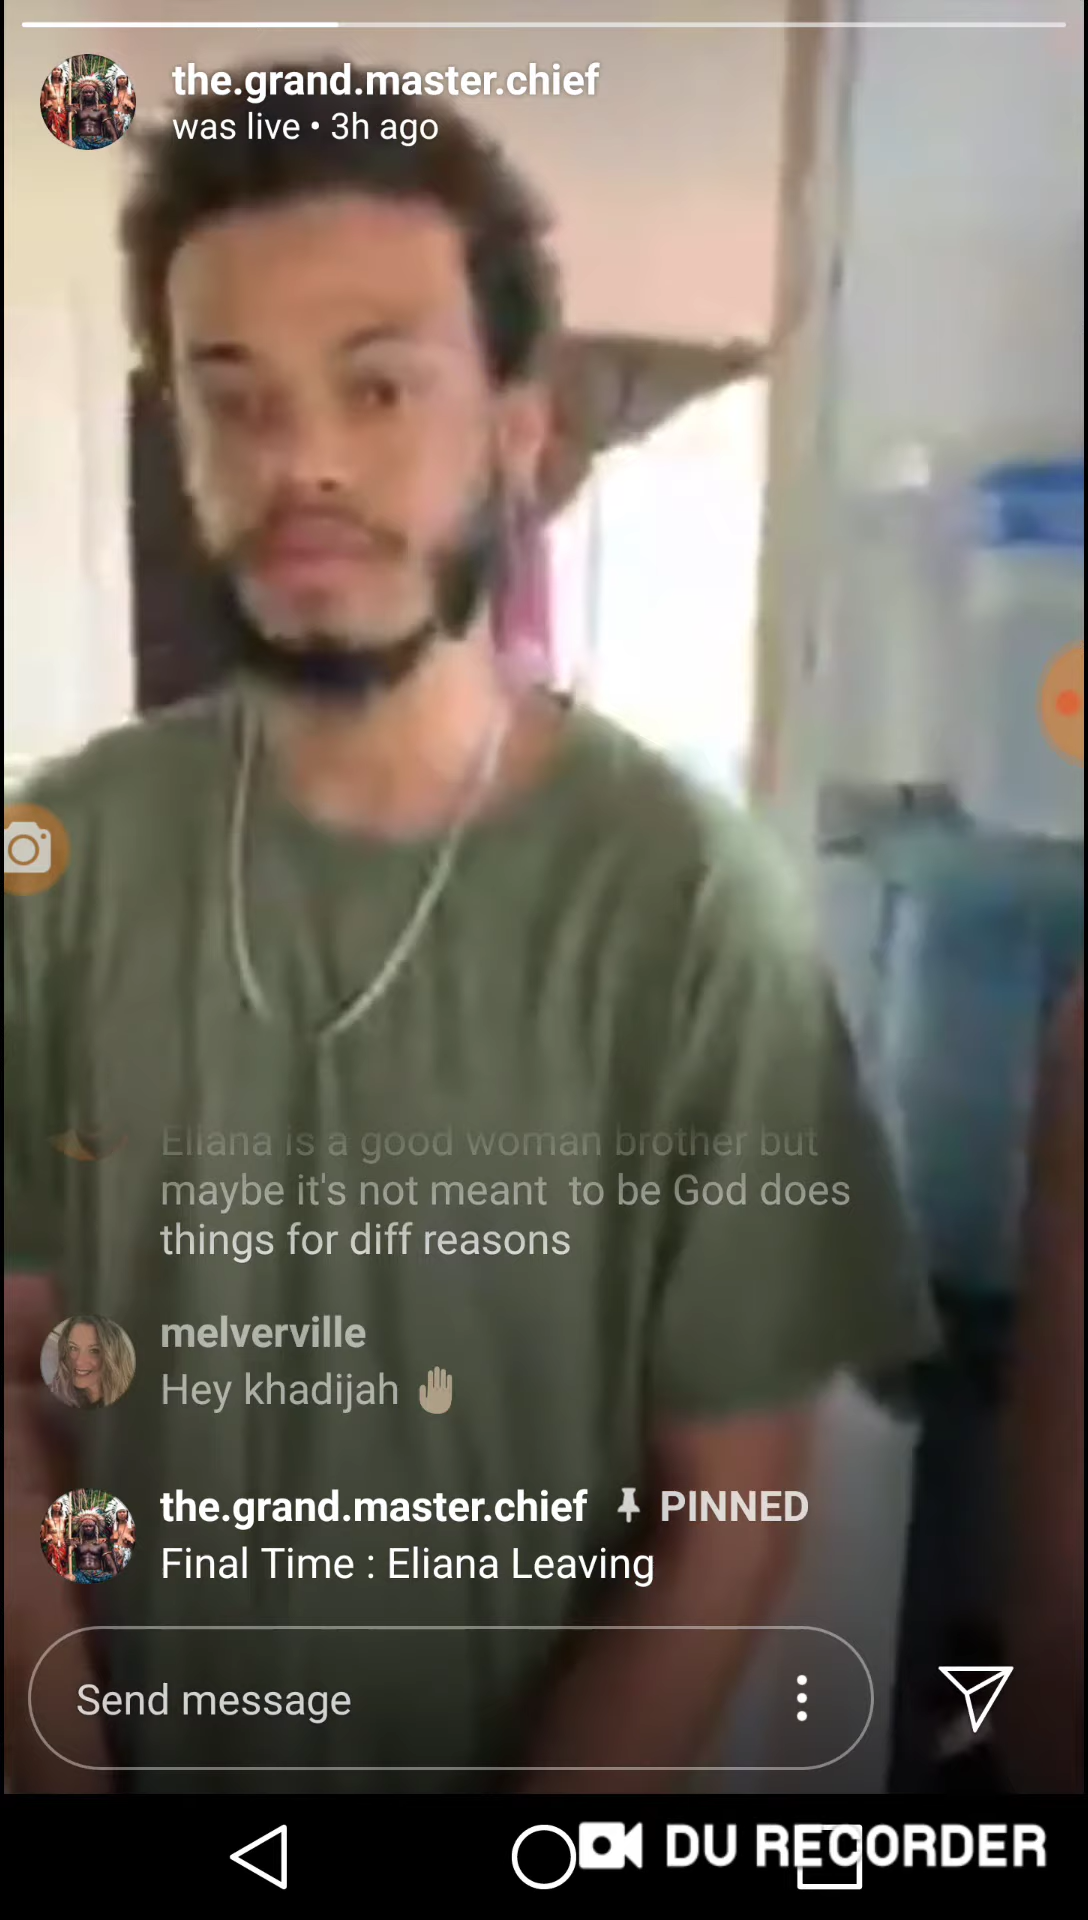 the.grand.master.chief
was live • 3h ago
Eliana is a good woman brother but
maybe it's not meant  to be God does
things for diff reasons
melverville
Hey khadijah 🤚
the.grand.master.chief PINNED
Final Time : Eliana Leaving
Send message
DU RECORDER